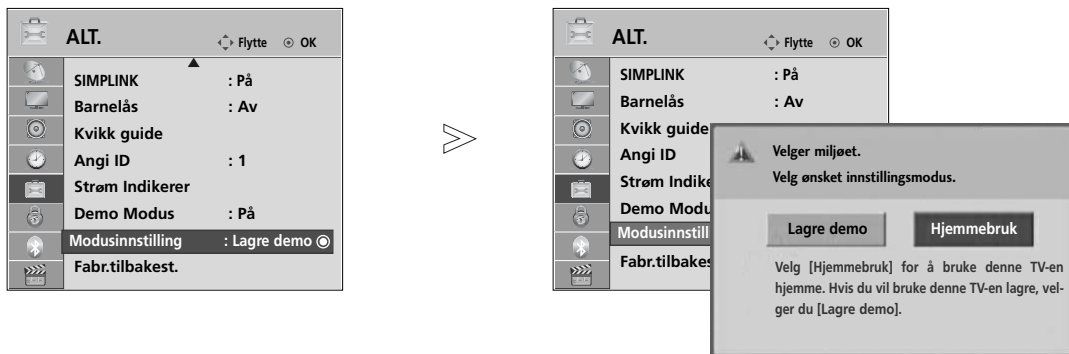 ALT.
Flytte OK
SIMPLINK : På
Barnelås : Av
Kvikk guide
Angi ID : 1
Strøm Indikerer
Demo Modus : På
Modusinnstilling : Lagre demo
Fabr.tilbakest.
ALT.
Flytte OK
SIMPLINK : På
Barnelås : Av
Kvikk guide
Angi ID
Strøm Indike
Demo Modu
Modusinnstill
Fabr.tilbakes
Velger miljøet.
Velg ønsket innstillingsmodus.
Lagre demo Hjemmebruk
Velg [Hjemmebruk] for å bruke denne TV-en
hjemme. Hvis du vil bruke denne TV-en lagre, vel-
ger du [Lagre demo].